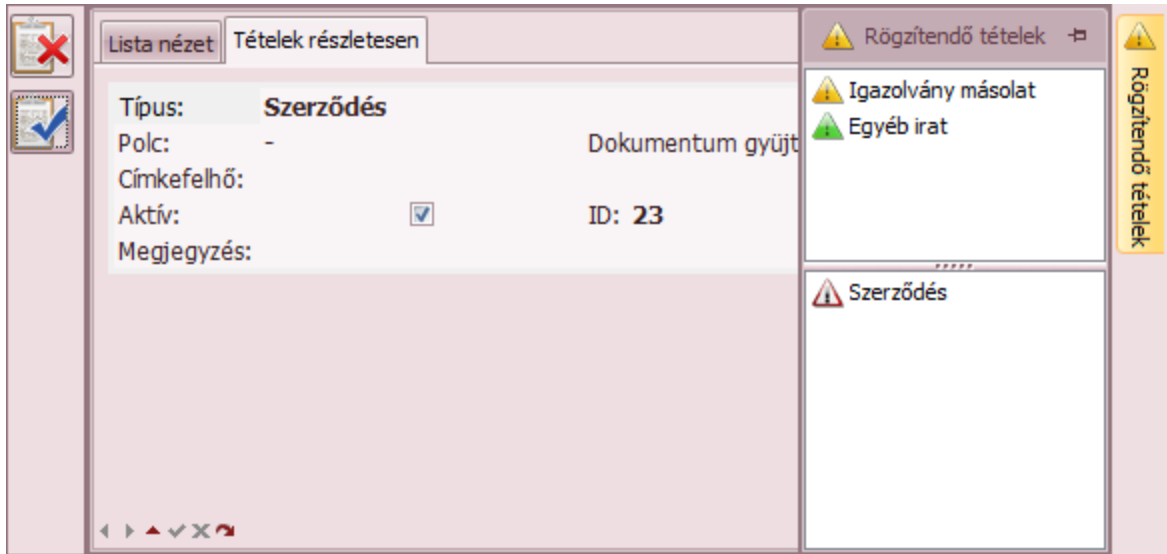 Lista nézet
Tételek részletesen
Típus: Szerződés
Polc: -
Dokumentum gyüjt
Címkefelhő:
Aktív:
ID: 23
Megjegyzés:
Rögzítendő tételek
Igazolvány másolat
Egyéb irat
Szerződés
Rögzítendő tételek